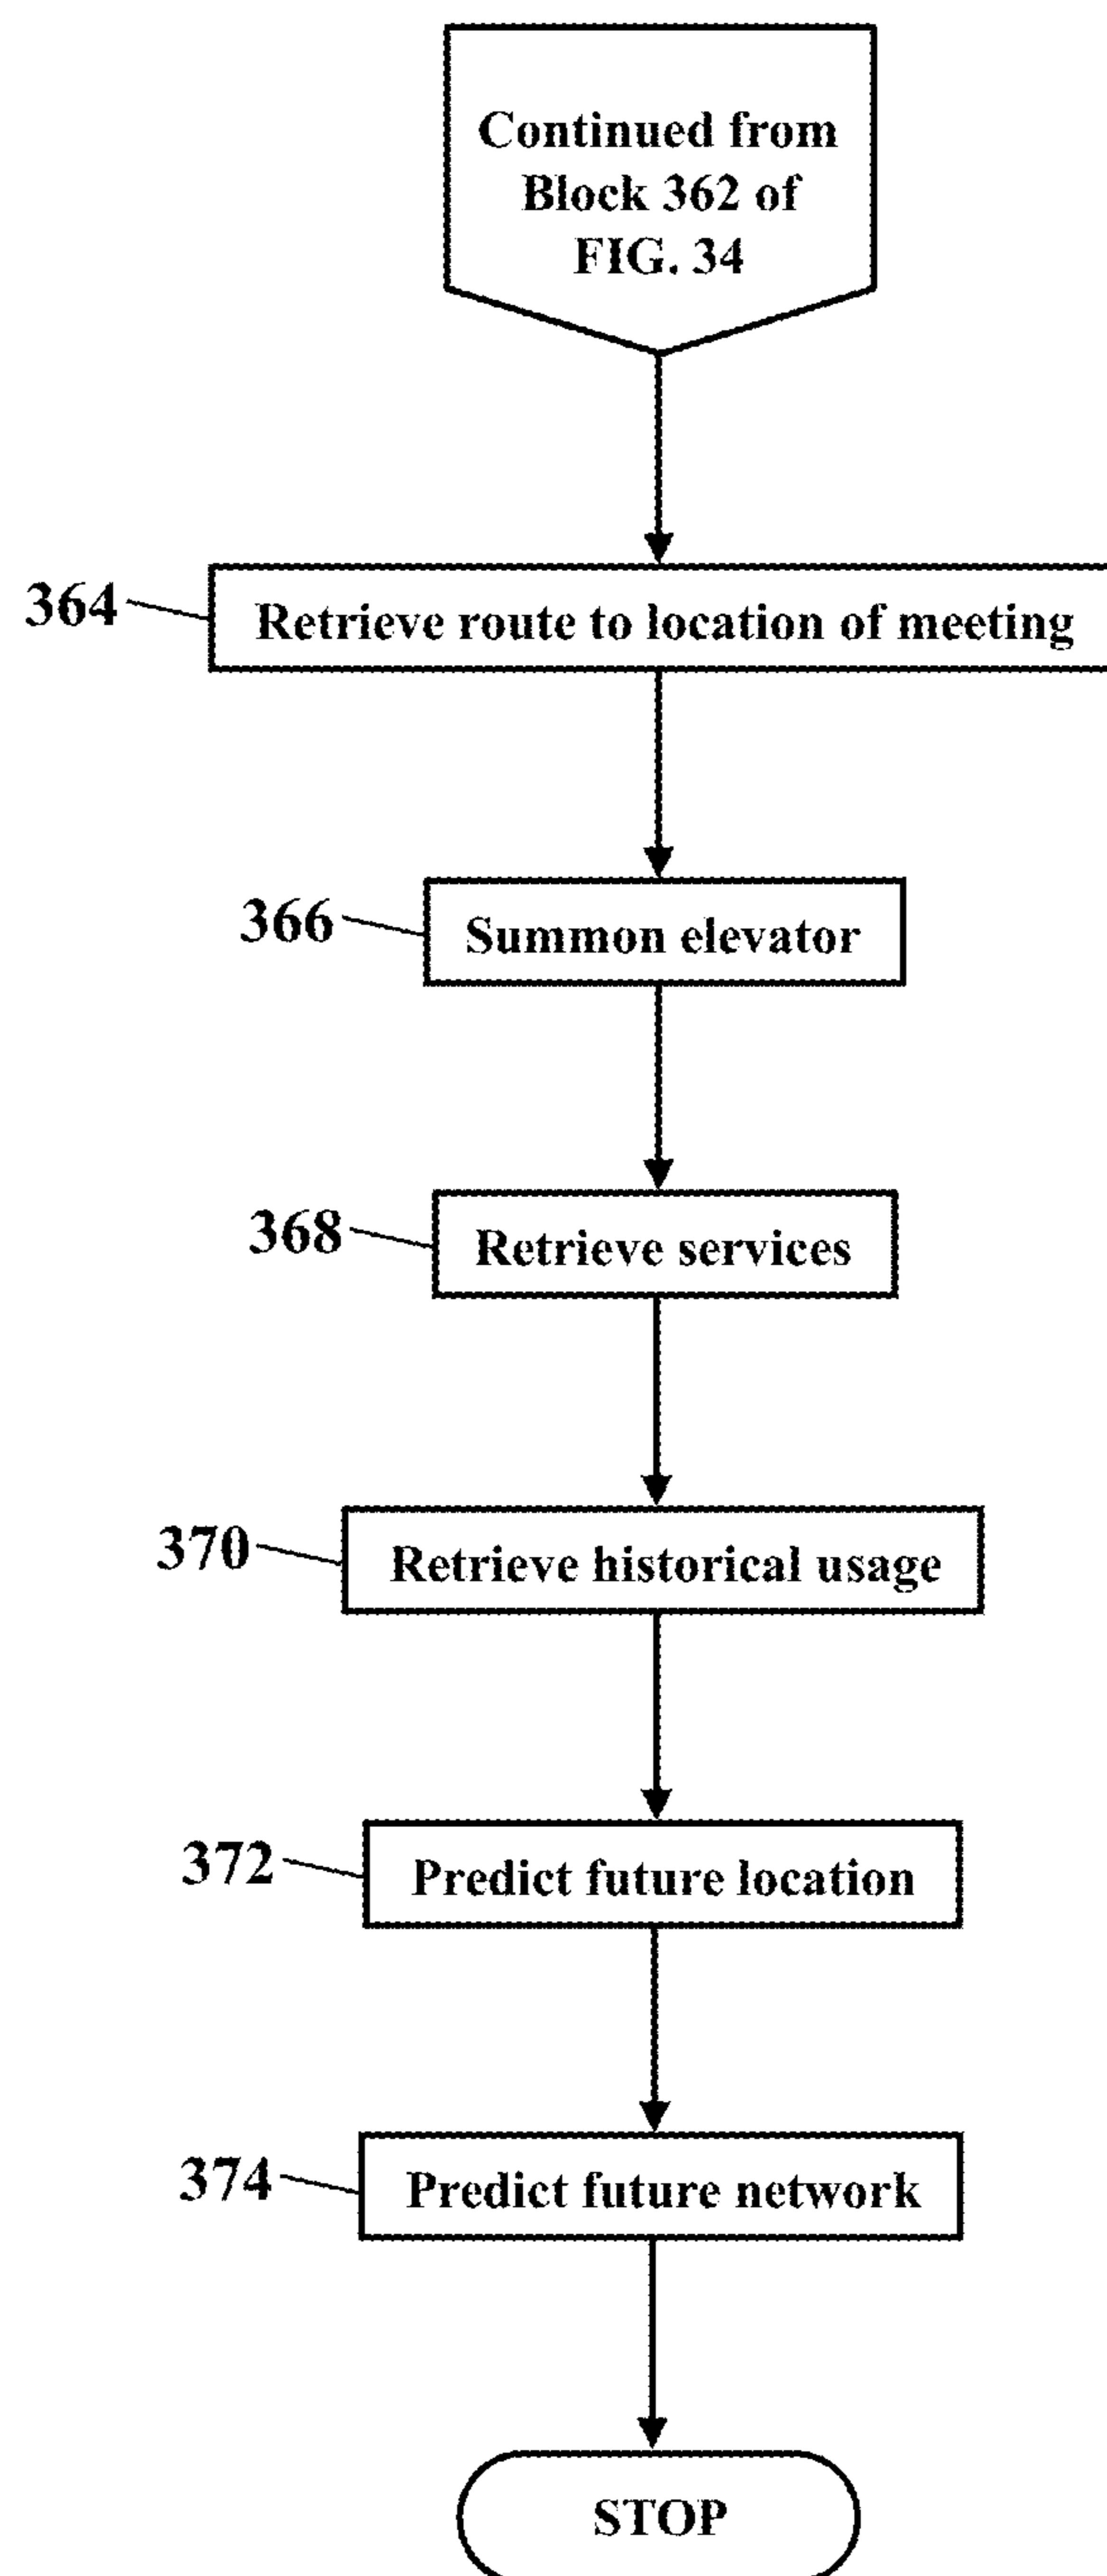 Continued from
Block 362 of
FIG. 34
364
Retrieve route to location of meeting
366
Summon elevator
368
Retrieve services
370
Retrieve historical usage
372
Predict future location
374
Predict future network
STOP